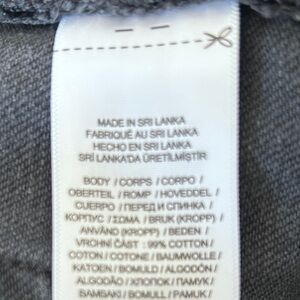 MADE IN SRI LANKA
FABRIQUÉ AU SRI LANKA
HECHO EN SRI LANKA
SRİ LANKA'DA ÜRETİLMİŞTİR
BODY / CORPS / CORPO /
OBERTEIL / ROMP / HOVEDDEL /
CUERPO / ПЕРЕД И СПИНКА /
КОРПУС / ΣΩΜΑ / BRUK (KROPP) /
ANVÄND (KROPP) / BEDEN /
VRCHNÍ ČÁST : 99% COTTON /
COTON / COTONE / BAUMWOLLE /
KATOEN / BOMULD / ALGODÓN /
ALGODÃO / ХЛОПОК / ПАМУК /
ΒΑΜΒΑΚΙ / BOMULL / PAMUK /